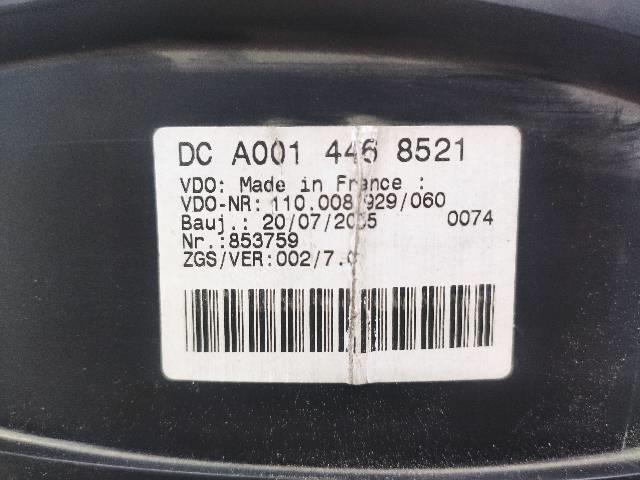 DC A001 446 8521
VDO: Made in France :
VDO-NR: 110.008/929/060
Bauj.: 20/07/2005 0074
Nr.:853759
ZGS/VER:002/7.0